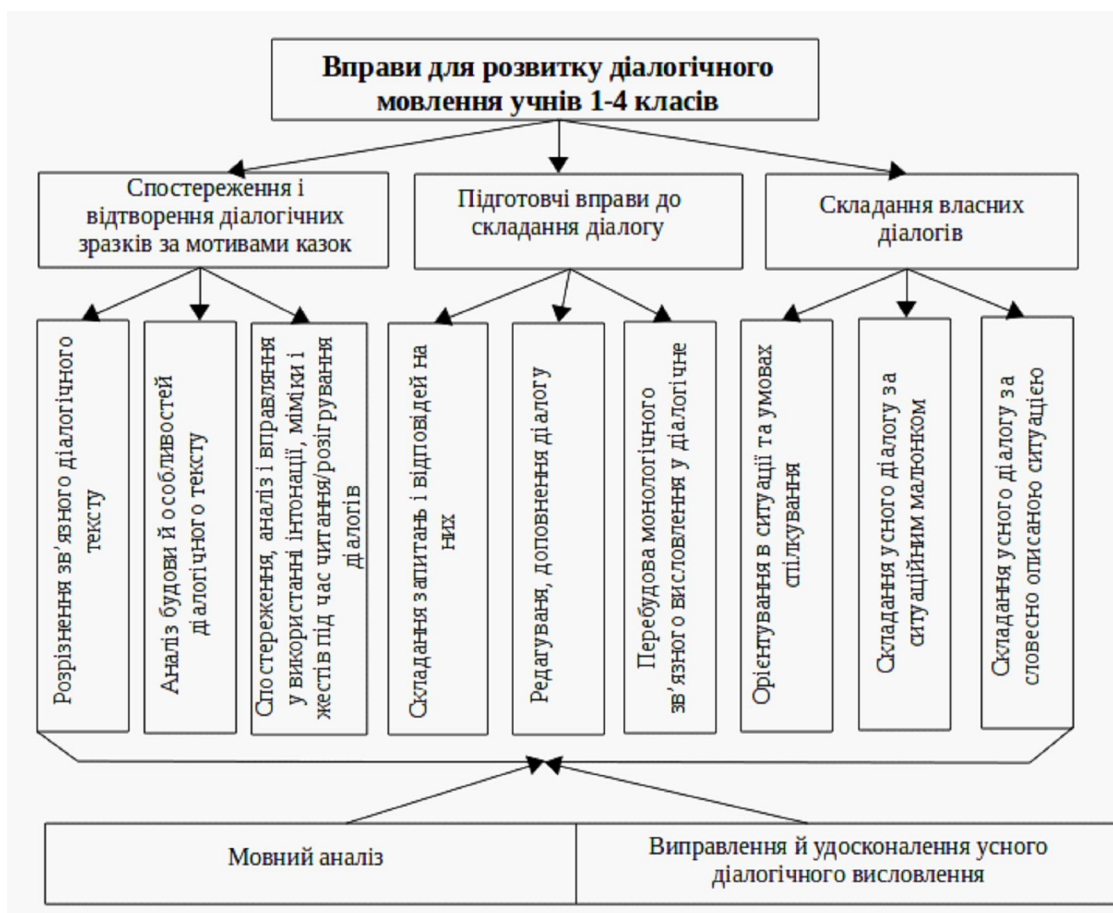 Вправи для розвитку діалогічного
мовлення учнів 1-4 класів
Спостереження і
відтворення діалогічних
зразків за мотивами казок
Підготовчі вправи до
складання діалогу
Складання власних
діалогів
Розрізнення зв’язного діалогічного
тексту
Аналіз будови й особливостей
діалогічного тексту
Спостереження, аналіз і вправляння
у використанні інтонації, міміки і
жестів під час читання/розігрування
діалогів
Складання запитань і відповідей на
них
Редагуваня, доповнення діалогу
Перебудова монологічного
зв’язного висловлення у діалогічне
Орієнтування в ситуації та умовах
спілкування
Складання усного діалогу за
ситуаційним малюнком
Складання усного діалогу за
словесно описаною ситуацією
Мовний аналіз
Виправлення й удосконалення усного
діалогічного висловлення